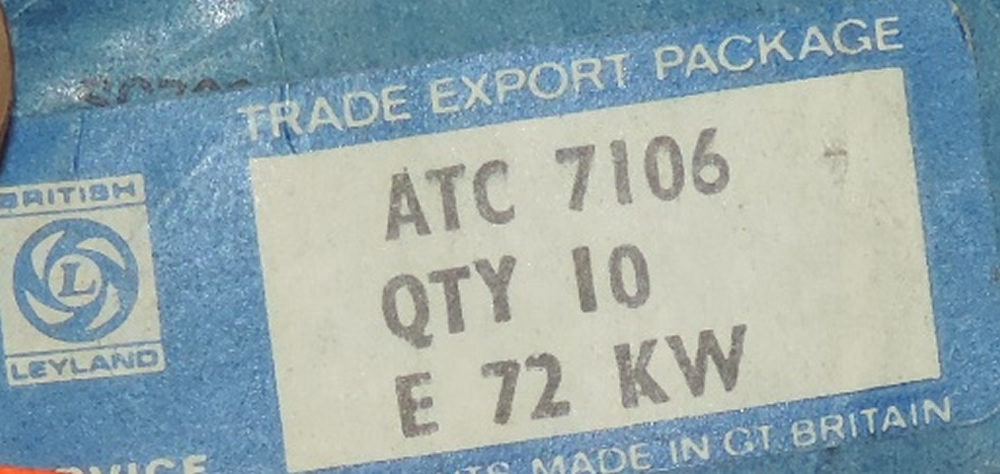 TRADE EXPORT PACKAGE
ATC 7106
QTY 10
E 72 KW
BRITISH
L
LEYLAND
MADE IN GT. BRITAIN